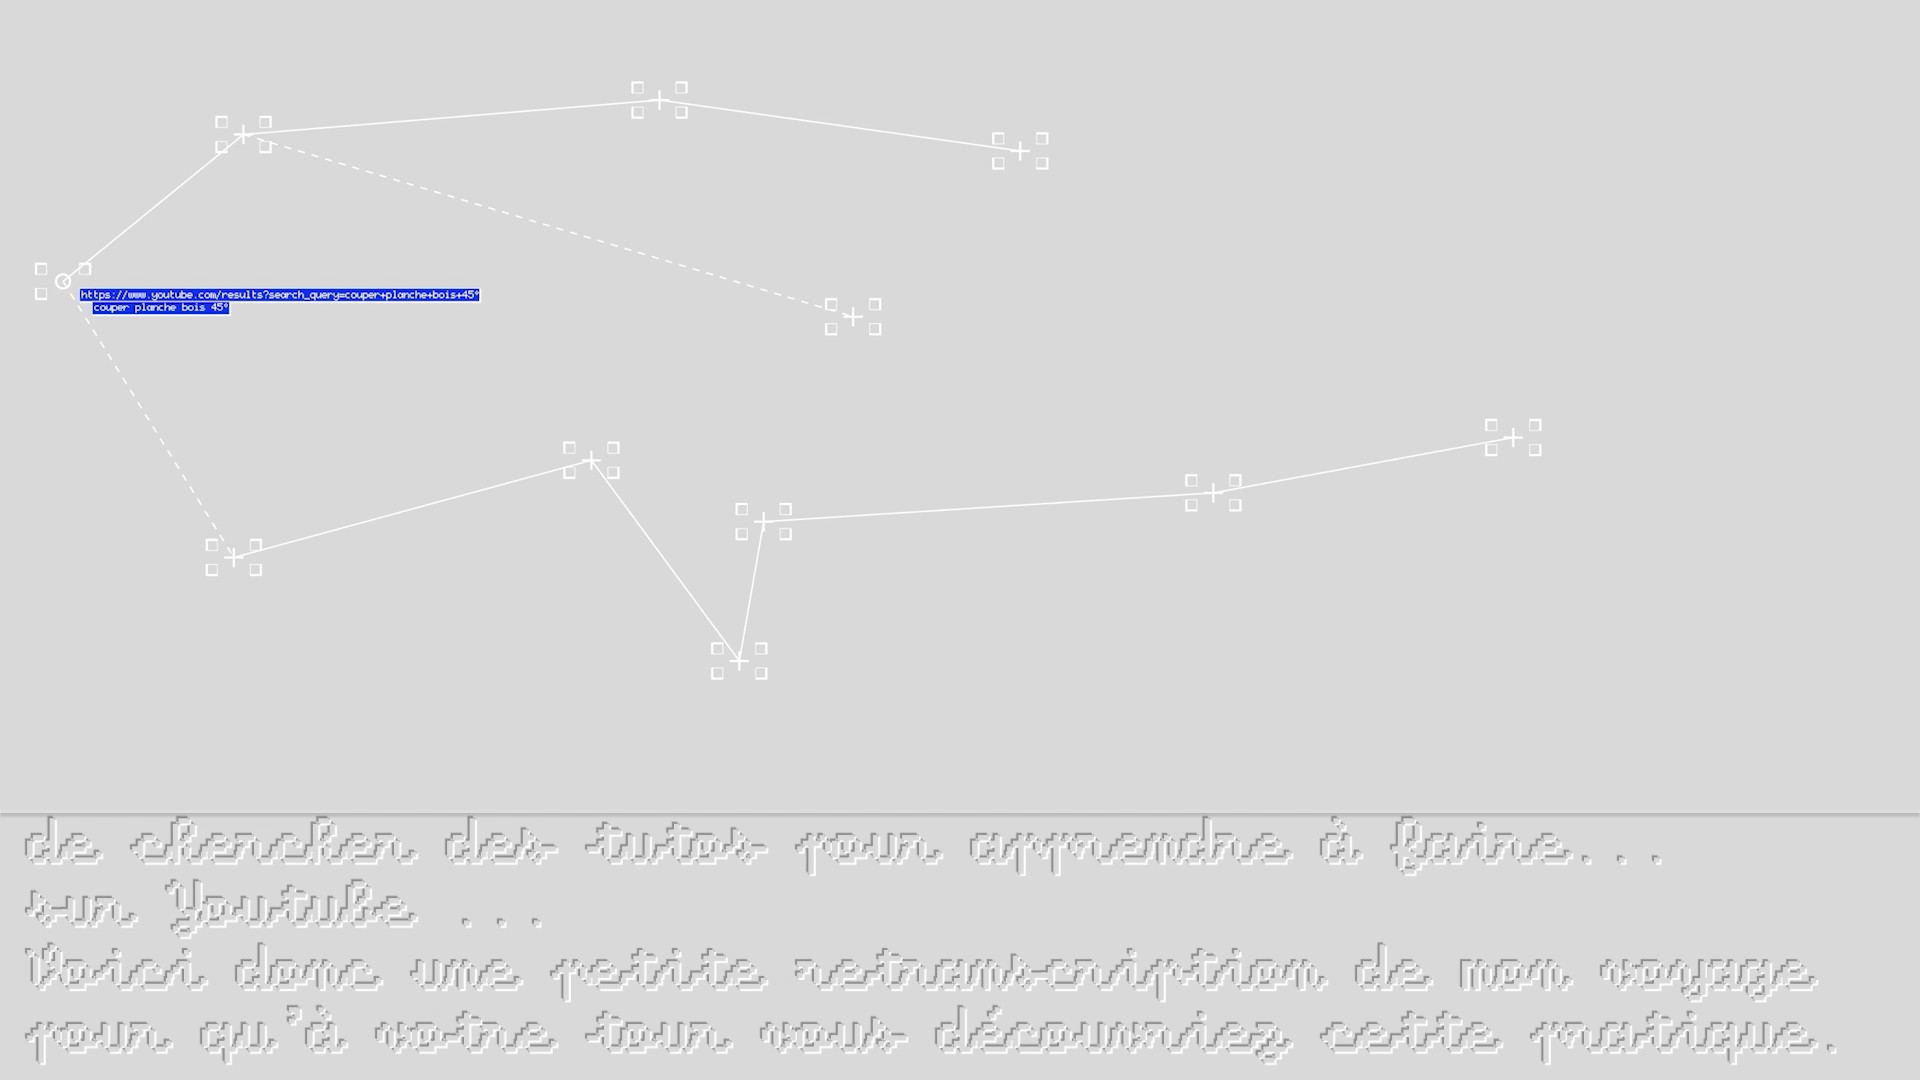 https://www.youtube.com/results?search_query=couper+planche+bois+45°
couper planche bois 45°
de chercher des tutos pour apprendre à faire...
sur Youtube ...
Voici donc une petite retranscription de mon voyage
pour qu'à votre tour vous découvriez cette pratique.